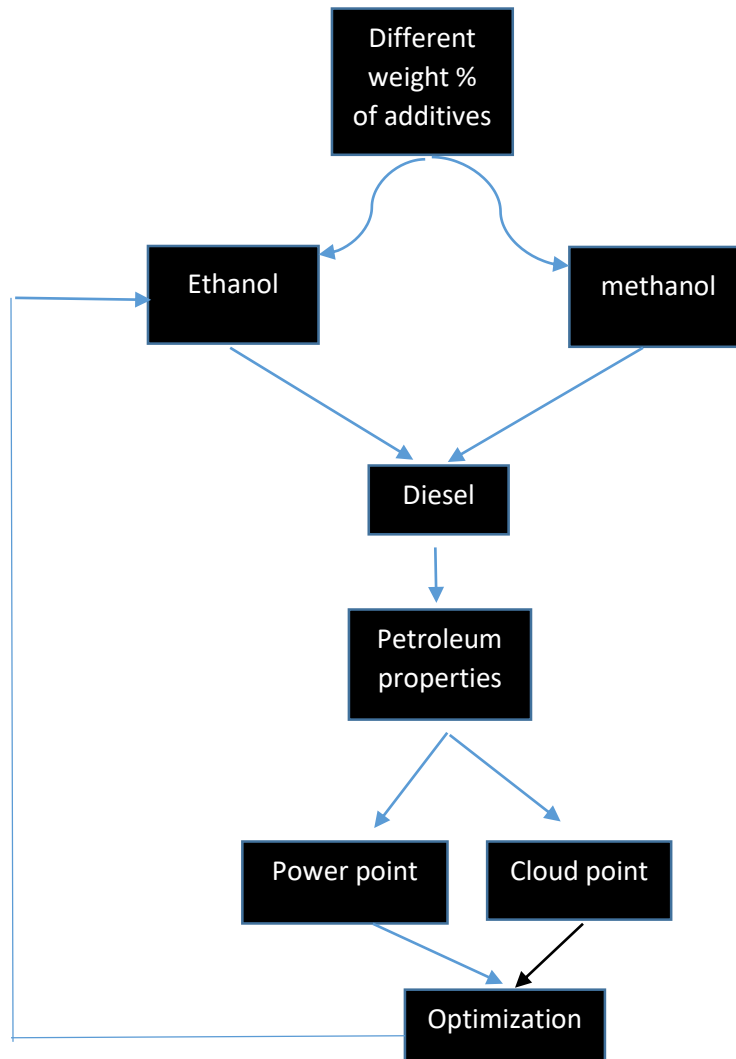 Different
weight %
of additives
Ethanol
methanol
Diesel
Petroleum
properties
Power point
Cloud point
Optimization